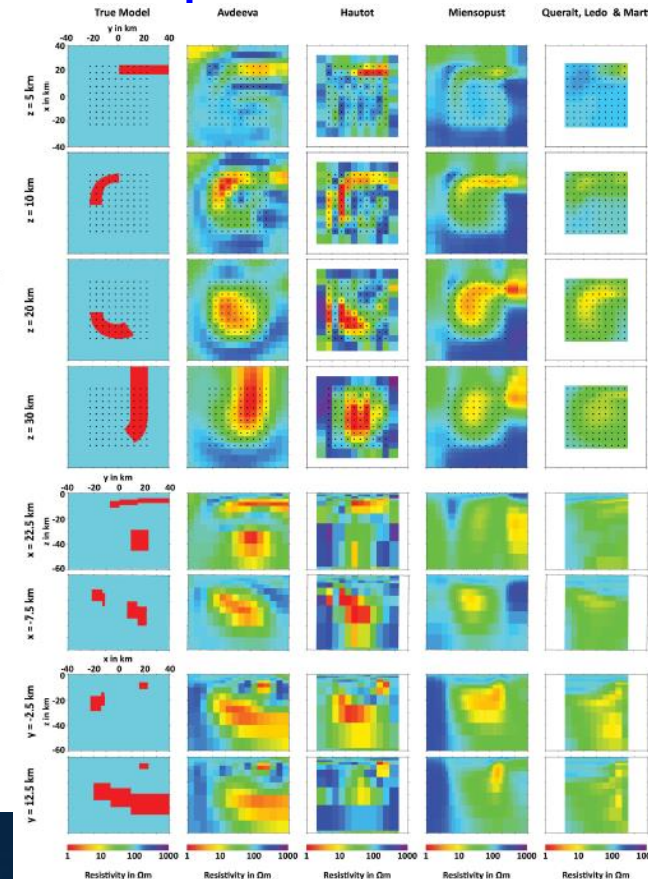 True Model Avdeeva Hautot Miensopust Queralt, Ledo & Mart
y in km
-40 -20 0 20 40
z = 5 km
x in km
40
20
0
-20
-40
z = 10 km
z = 20 km
z = 30 km
y in km
-40 -20 0 20 40
x = 22.5 km
z in km
0
-20
-40
-60
x = -7.5 km
x in km
-40 -20 0 20 40
y = -2.5 km
z in km
0
-20
-40
-60
y = 12.5 km
1 10 100 1000 1 10 100 1000 1 10 100 1000 1 10 100 1000 1 10 100 1000
Resistivity in Ωm Resistivity in Ωm Resistivity in Ωm Resistivity in Ωm Resistivity in Ωm